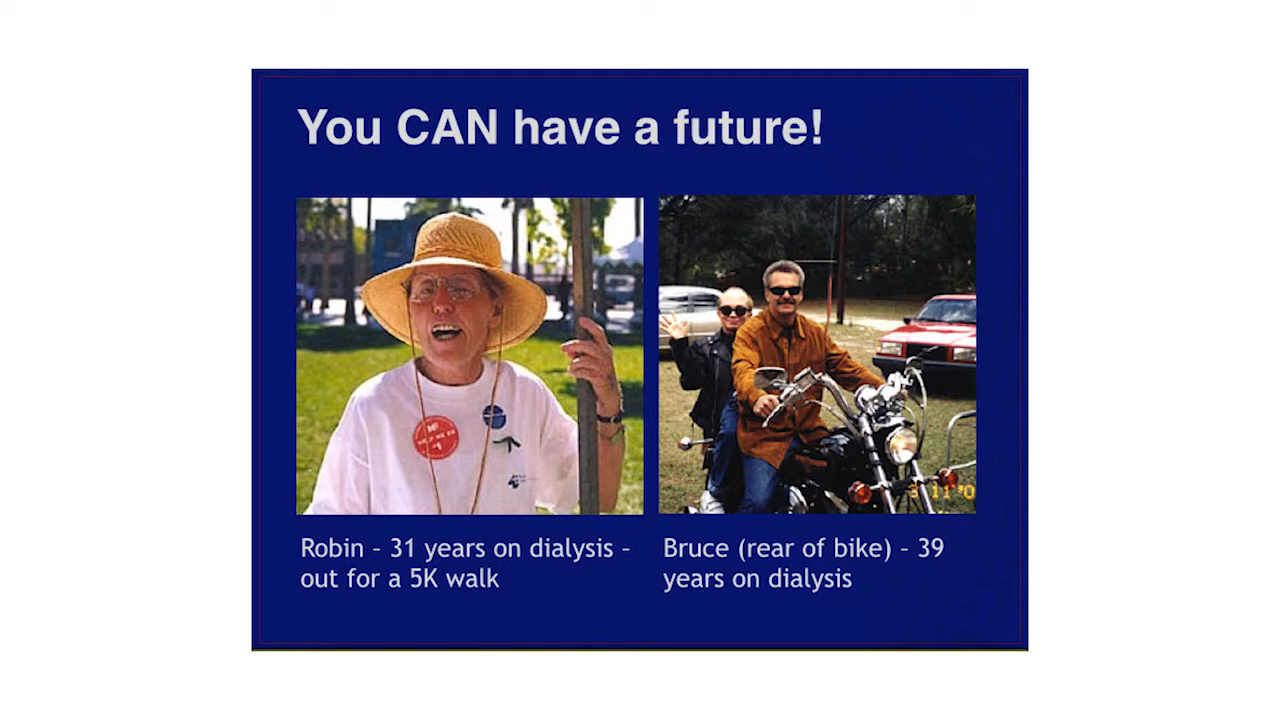 You CAN have a future!
Robin – 31 years on dialysis –
out for a 5K walk
Bruce (rear of bike) – 39
years on dialysis